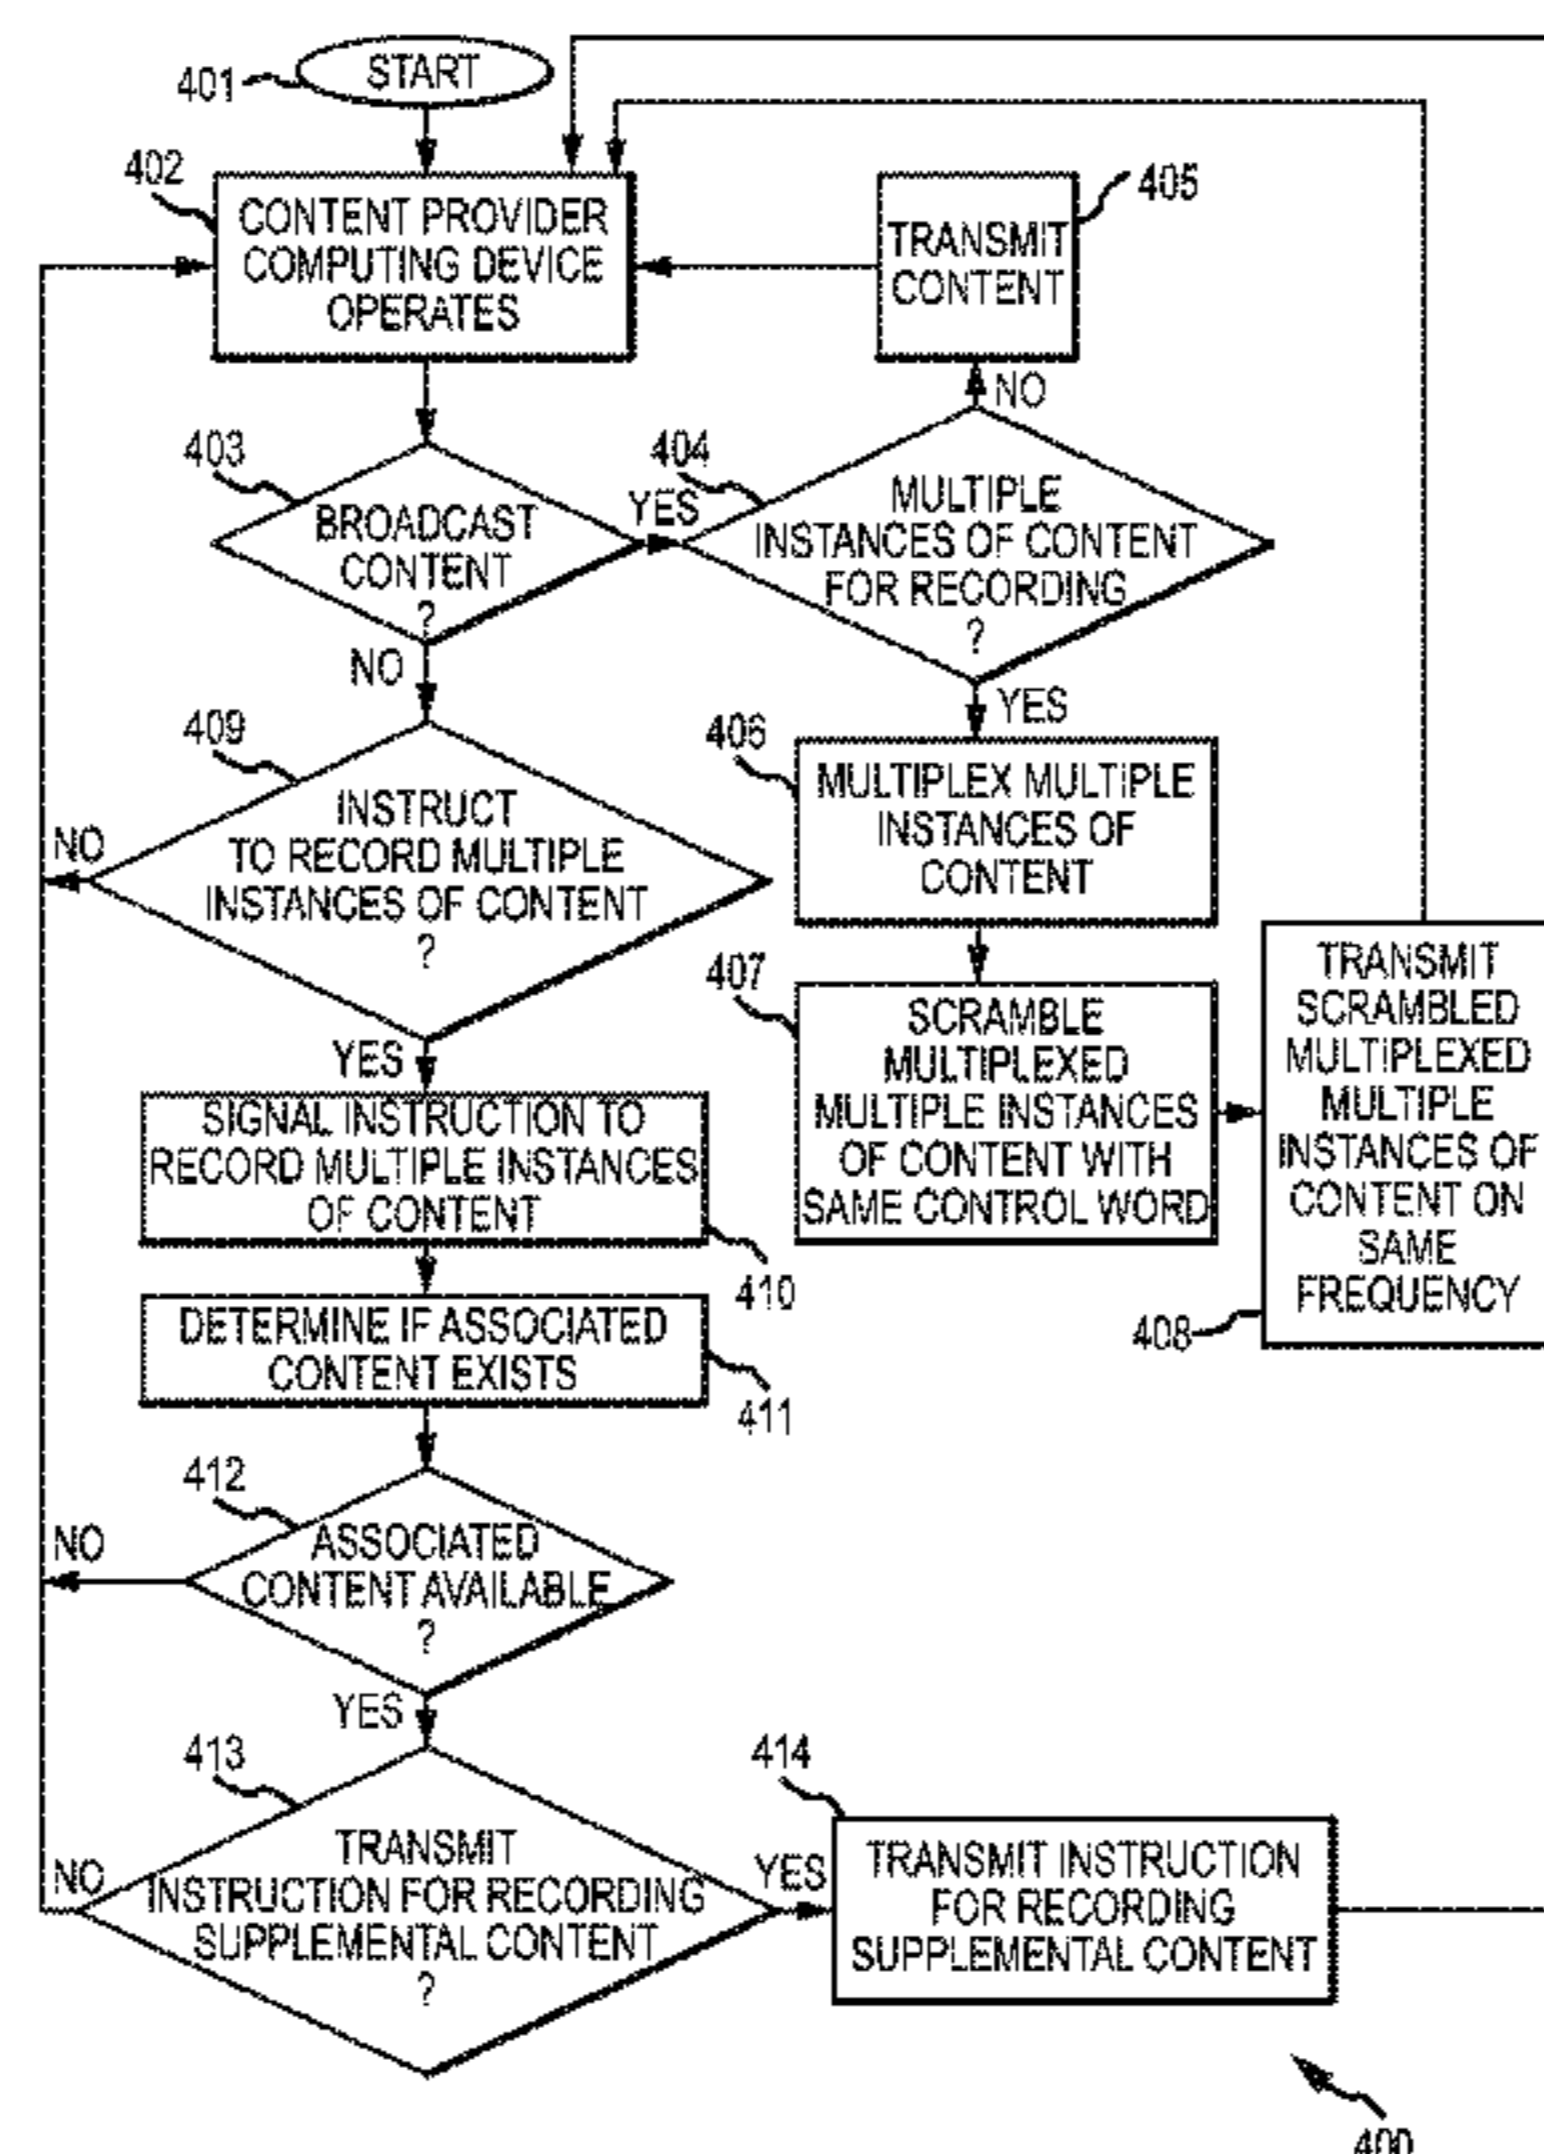 401
START
402
CONTENT PROVIDER
COMPUTING DEVICE
OPERATES
405
TRANSMIT
CONTENT
NO
403
BROADCAST
CONTENT
?
YES
404
MULTIPLE
INSTANCES OF CONTENT
FOR RECORDING
?
NO
YES
409
INSTRUCT
TO RECORD MULTIPLE
INSTANCES OF CONTENT
?
NO
406
MULTIPLEX MULTIPLE
INSTANCES OF
CONTENT
407
SCRAMBLE
MULTIPLEXED
MULTIPLE INSTANCES
OF CONTENT WITH
SAME CONTROL WORD
TRANSMIT
SCRAMBLED
MULTIPLEXED
MULTIPLE
INSTANCES OF
CONTENT ON
SAME
FREQUENCY
408
YES
SIGNAL INSTRUCTION TO
RECORD MULTIPLE INSTANCES
OF CONTENT
410
DETERMINE IF ASSOCIATED
CONTENT EXISTS
411
412
NO
ASSOCIATED
CONTENT AVAILABLE
?
YES
413
NO
TRANSMIT
INSTRUCTION FOR RECORDING
SUPPLEMENTAL CONTENT
?
YES
414
TRANSMIT INSTRUCTION
FOR RECORDING
SUPPLEMENTAL CONTENT
400